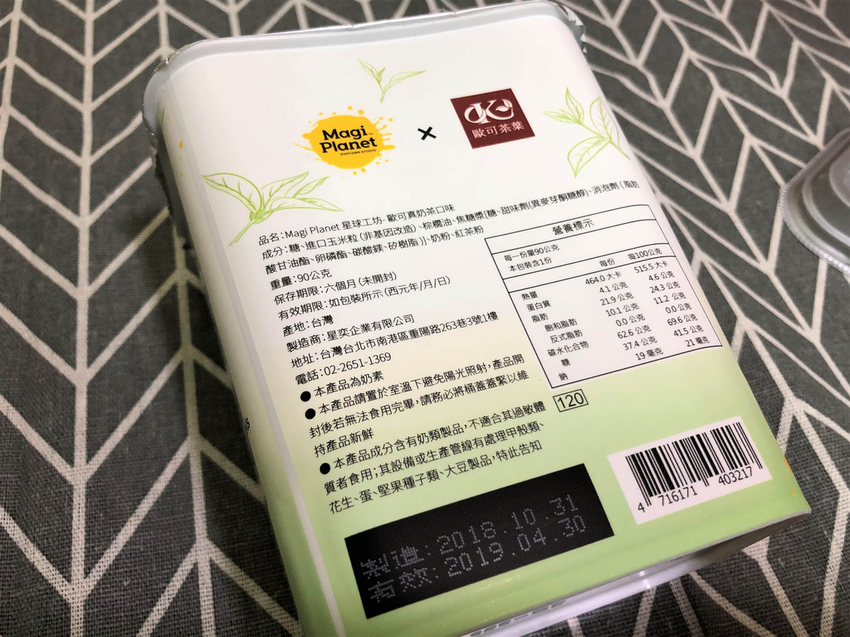 Magi Planet
POPCORN STUDIO
×
OK
歐可茶葉
品名：Magi Planet 星球工坊- 歐可真奶茶口味
成分：糖、進口玉米粒(非基因改造)、棕櫚油、焦糖漿[糖、甜味劑(異麥芽酮糖醇)、消泡劑(脂肪
酸甘油酯、卵磷酯、碳酸鎂、矽樹脂)]、奶粉、紅茶粉
重量：90公克
保存期限：六個月(未開封)
有效期限：如包裝所示(西元年/月/日)
產地：台灣
製造商：星奕企業有限公司
地址：台灣台北市南港區重陽路263巷3號1樓
電話：02-2651-1369
●本產品為奶素
●本產品請置於室溫下避免陽光照射，產品開
封後若無法食用完畢，請務必將桶蓋蓋緊以維
持產品新鮮
●本產品成分含有奶類製品，不適合其過敏體
質者食用；其設備或生產管線有處理甲殼類、
花生、蛋、堅果種子類、大豆製品，特此告知
營養標示
每一份量90公克
本包裝含1份
每份 每100公克
熱量 464.0 大卡 515.5 大卡
蛋白質 4.1 公克 4.6 公克
脂肪 21.9 公克 24.3 公克
飽和脂肪 10.1 公克 11.2 公克
反式脂肪 0.0 公克 0.0 公克
碳水化合物 62.6 公克 69.6 公克
糖 37.4 公克 41.5 公克
鈉 19 毫克 21 毫克
120
4 716171 403217
製造：2018.10.31
有效：2019.04.30